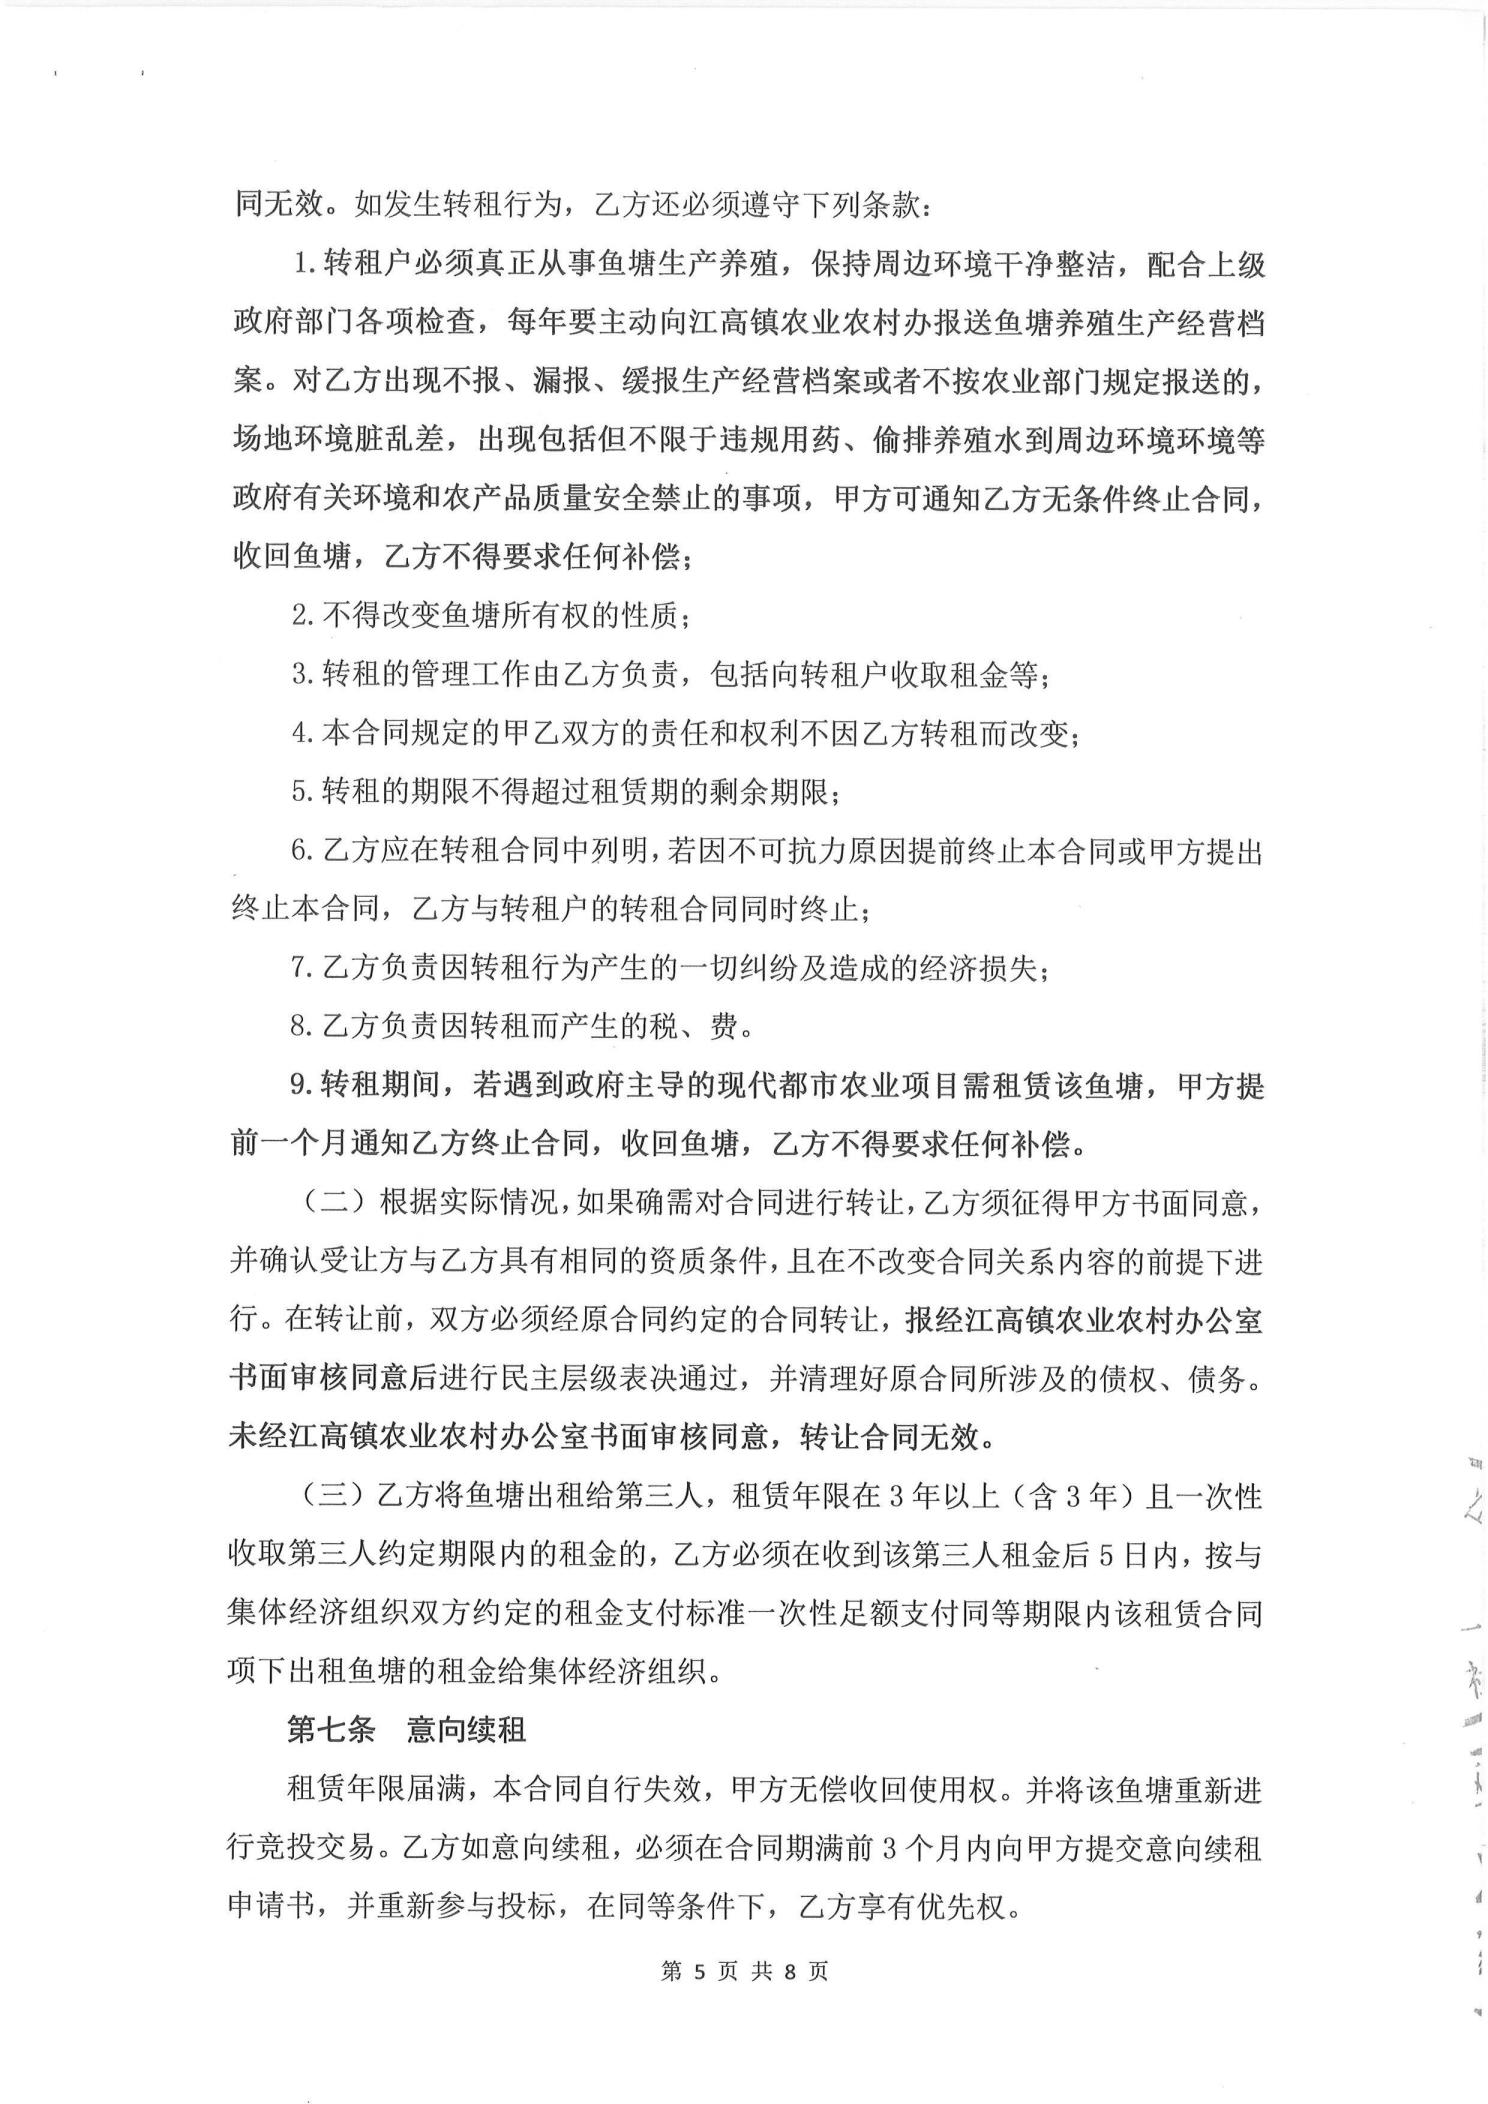 同无效。如发生转租行为，乙方还必须遵守下列条款：
1.转租户必须真正从事鱼塘生产养殖，保持周边环境干净整洁，配合上级
政府部门各项检查，每年要主动向江高镇农业农村办报送鱼塘养殖生产经营档
案。对乙方出现不报、漏报、缓报生产经营档案或者不按农业部门规定报送的，
场地环境脏乱差，出现包括但不限于违规用药、偷排养殖水到周边环境环境等
政府有关环境和农产品质量安全禁止的事项，甲方可通知乙方无条件终止合同，
收回鱼塘，乙方不得要求任何补偿；
2.不得改变鱼塘所有权的性质；
3.转租的管理工作由乙方负责，包括向转租户收取租金等；
4.本合同规定的甲乙双方的责任和权利不因乙方转租而改变；
5.转租的期限不得超过租赁期的剩余期限；
6.乙方应在转租合同中列明，若因不可抗力原因提前终止本合同或甲方提出
终止本合同，乙方与转租户的转租合同同时终止；
7.乙方负责因转租行为产生的一切纠纷及造成的经济损失；
8.乙方负责因转租而产生的税、费。
9.转租期间，若遇到政府主导的现代都市农业项目需租赁该鱼塘，甲方提
前一个月通知乙方终止合同，收回鱼塘，乙方不得要求任何补偿。
（二）根据实际情况，如果确需对合同进行转让，乙方须征得甲方书面同意，
并确认受让方与乙方具有相同的资质条件，且在不改变合同关系内容的前提下进
行。在转让前，双方必须经原合同约定的合同转让，报经江高镇农业农村办公室
书面审核同意后进行民主层级表决通过，并清理好原合同所涉及的债权、债务。
未经江高镇农业农村办公室书面审核同意，转让合同无效。
（三）乙方将鱼塘出租给第三人，租赁年限在 3 年以上（含 3 年）且一次性
收取第三人约定期限内的租金的，乙方必须在收到该第三人租金后 5 日内，按与
集体经济组织双方约定的租金支付标准一次性足额支付同等期限内该租赁合同
项下出租鱼塘的租金给集体经济组织。
第七条　意向续租
租赁年限届满，本合同自行失效，甲方无偿收回使用权。并将该鱼塘重新进
行竞投交易。乙方如意向续租，必须在合同期满前 3 个月内向甲方提交意向续租
申请书，并重新参与投标，在同等条件下，乙方享有优先权。
第 5 页 共 8 页